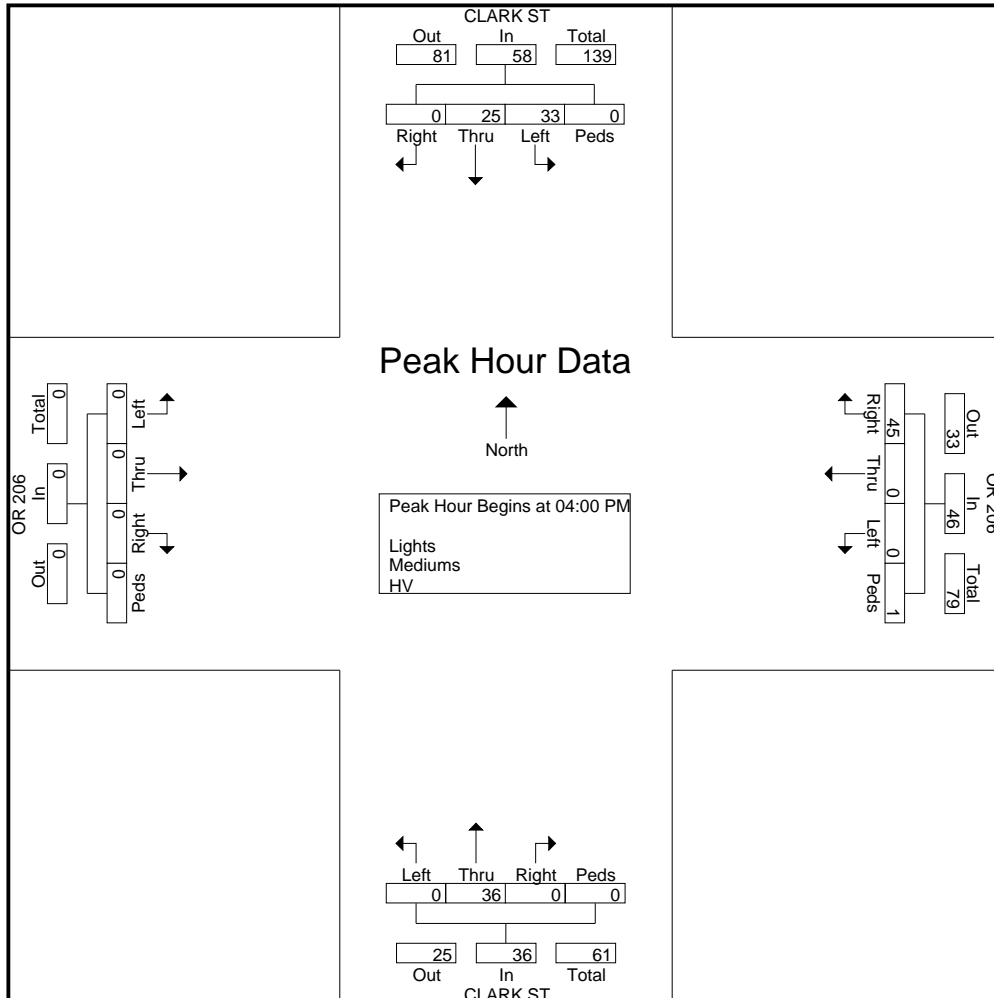 CLARK ST
Out In Total
81 58 139
0 25 33 0
Right Thru Left Peds
Peak Hour Data
North
Peak Hour Begins at 04:00 PM
Lights
Mediums
HV
OR 206
Total In Out
0 0 0
0 0 0 0
Left Thru Right Peds
Right Thru Left Peds
45 0 0 1
33 46 79
Out In Total
OR 206
Left Thru Right Peds
0 36 0 0
25 36 61
Out In Total
CLARK ST